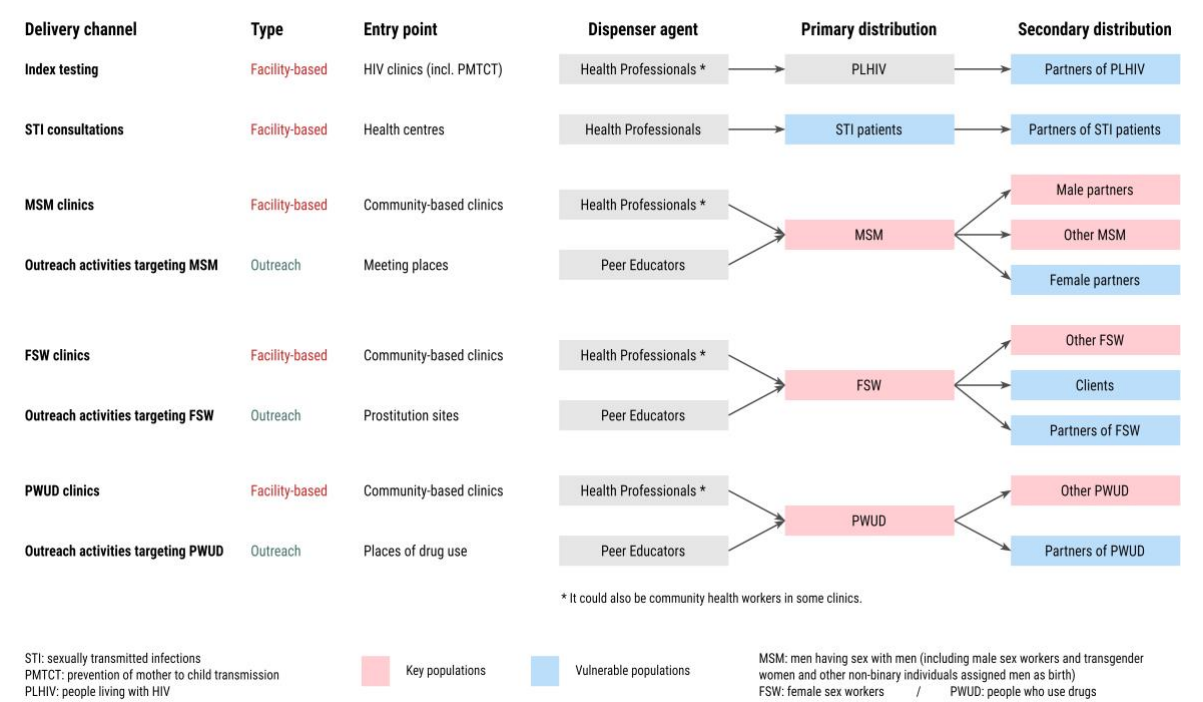 Delivery channel Type Entry point Dispenser agent Primary distribution Secondary distribution
Index testing Facility-based HIV clinics (incl. PMTCT) Health Professionals * PLHIV Partners of PLHIV
STI consultations Facility-based Health centres Health Professionals STI patients Partners of STI patients
Male partners
MSM clinics Facility-based Community-based clinics Health Professionals *
MSM Other MSM
Outreach activities targeting MSM Outreach Meeting places Peer Educators
Female partners
Other FSW
FSW clinics Facility-based Community-based clinics Health Professionals *
FSW Clients
Outreach activities targeting FSW Outreach Prostitution sites Peer Educators
Partners of FSW
PWUD clinics Facility-based Community-based clinics Health Professionals * Other PWUD
PWUD
Outreach activities targeting PWUD Outreach Places of drug use Peer Educators Partners of PWUD
* It could also be community health workers in some clinics.
STI: sexually transmitted infections
PMTCT: prevention of mother to child transmission
PLHIV: people living with HIV
Key populations
Vulnerable populations
MSM: men having sex with men (including male sex workers and transgender
women and other non-binary individuals assigned men as birth)
FSW: female sex workers / PWUD: people who use drugs